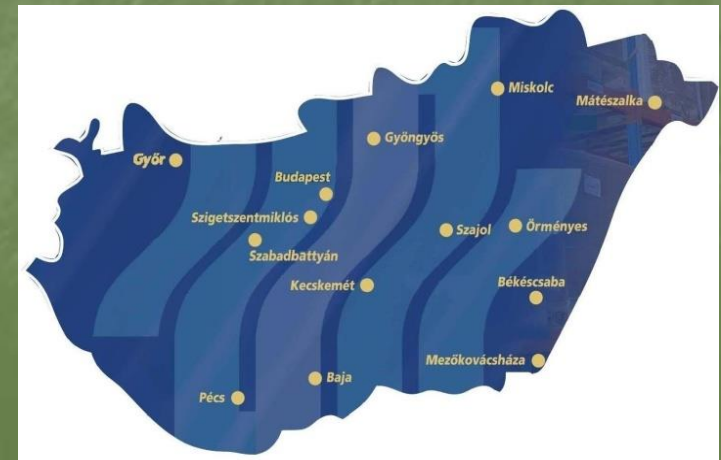 Miskolc
Mátészalka
Gyöngyös
Győr
Budapest
Szigetszentmiklós
Szajol
Örményes
Szabadbattyán
Kecskemét
Békéscsaba
Mezőkovácsháza
Baja
Pécs